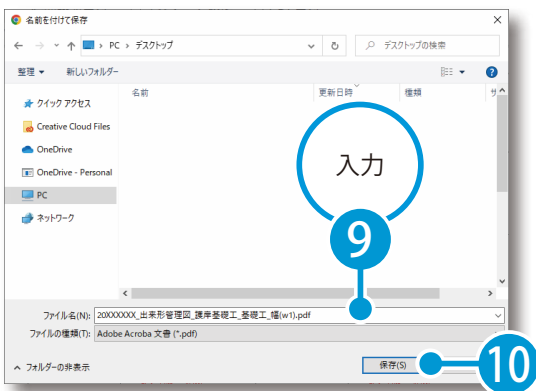 名前を付けて保存
PC › デスクトップ
デスクトップの検索
整理 新しいフォルダー
名前 更新日時 種類 サ
クイック アクセス
Creative Cloud Files
OneDrive
OneDrive - Personal
PC
ネットワーク
入力
9
ファイル名(N): 20XXXXXX_出来形管理図_護岸基礎工_基礎工_幅(w1).pdf
ファイルの種類(T): Adobe Acroba 文書 (*.pdf)
フォルダーの非表示
保存(S)
10